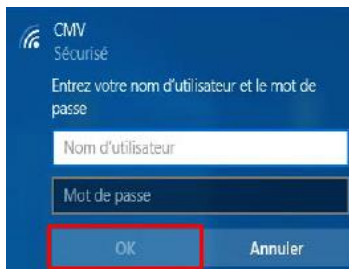 CMV
Sécurisé
Entrez votre nom d'utilisateur et le mot de
passe
Nom d'utilisateur
Mot de passe
OK
Annuler